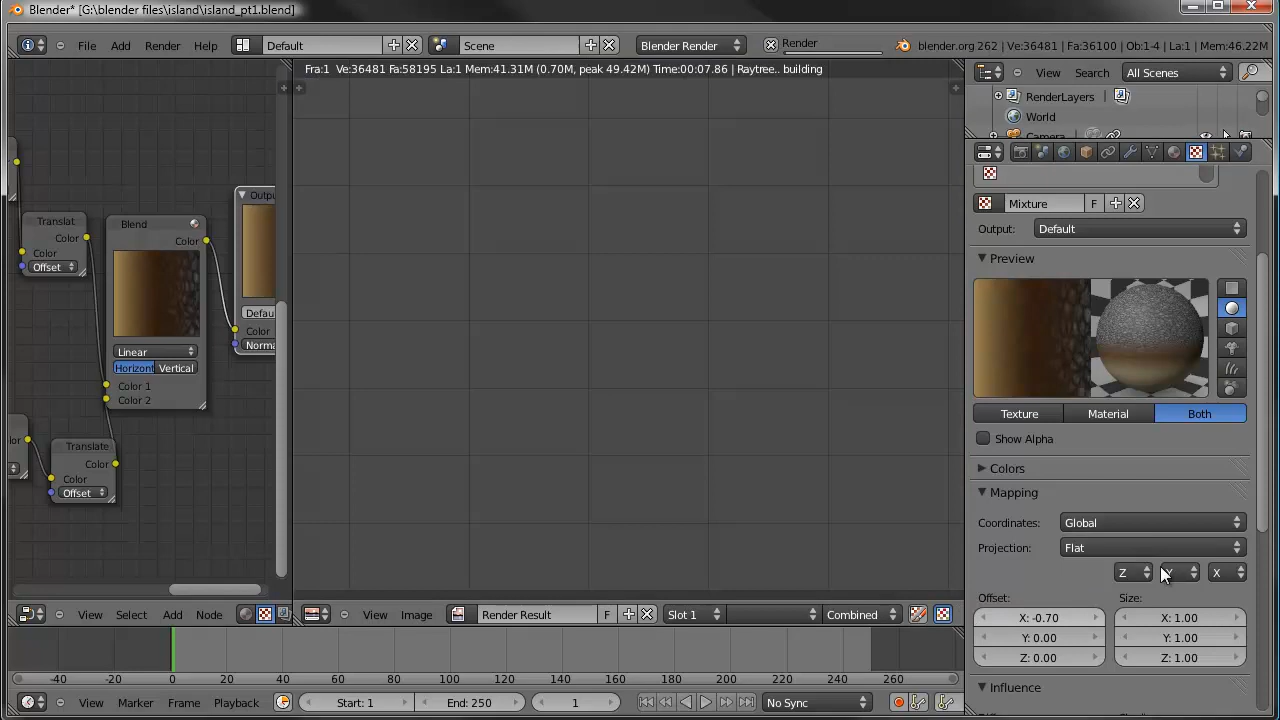 Blender* [G:\blender files\island\island_pt1.blend]
File Add Render Help Default Scene Blender Render Render blender.org 262 | Ve:36481 | Fa:36100 | Ob:1-4 | La:1 | Mem:46.22M
Fra:1 Ve:36481 Fa:58195 La:1 Mem:41.31M (0.70M, peak 49.42M) Time:00:07.86 | Raytree.. building
View Search All Scenes
RenderLayers
World
Camera
Mixture F
Output: Default
Preview
Texture Material Both
Show Alpha
Colors
Mapping
Coordinates: Global
Projection: Flat
Z X
Offset: Size:
X: -0.70 X: 1.00
Y: 0.00 Y: 1.00
Z: 0.00 Z: 1.00
Influence
Translat
Color
Color
Offset
Blend
Color
Linear
Horizont Vertical
Color 1
Color 2
Outpu
Defau
Color
Norma
Translate
Color
Color
Offset
View Select Add Node
View Image Render Result F Slot 1 Combined
-40 -20 0 20 40 60 80 100 120 140 160 180 200 220 240 260
View Marker Frame Playback Start: 1 End: 250 1 No Sync